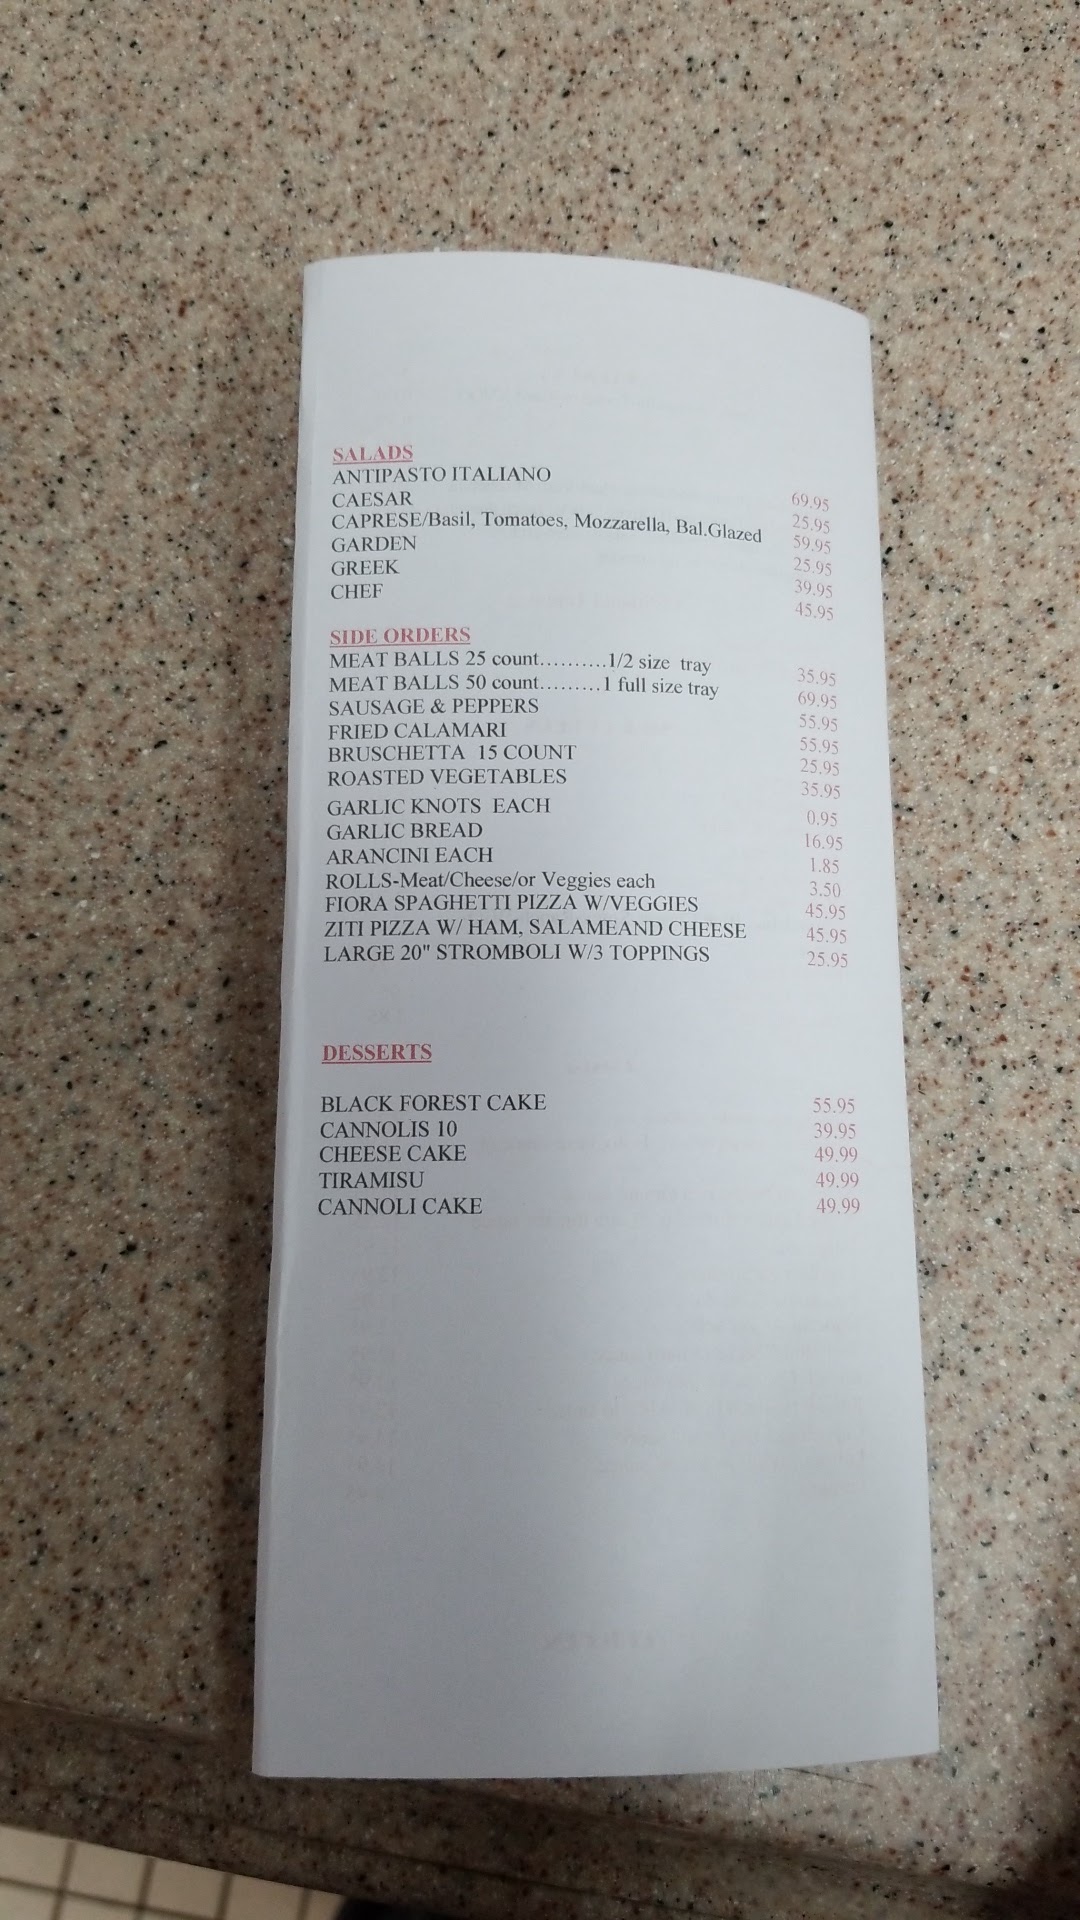 SALADS
ANTIPASTO ITALIANO 69.95
CAESAR 25.95
CAPRESE/Basil, Tomatoes, Mozzarella, Bal.Glazed 59.95
GARDEN 25.95
GREEK 39.95
CHEF 45.95
SIDE ORDERS
MEAT BALLS 25 count..........1/2 size tray 35.95
MEAT BALLS 50 count.........1 full size tray 69.95
SAUSAGE & PEPPERS 55.95
FRIED CALAMARI 55.95
BRUSCHETTA 15 COUNT 25.95
ROASTED VEGETABLES 35.95
GARLIC KNOTS EACH 0.95
GARLIC BREAD 16.95
ARANCINI EACH 1.85
ROLLS-Meat/Cheese/or Veggies each 3.50
FIORA SPAGHETTI PIZZA W/VEGGIES 45.95
ZITI PIZZA W/ HAM, SALAMEAND CHEESE 45.95
LARGE 20" STROMBOLI W/3 TOPPINGS 25.95
DESSERTS
BLACK FOREST CAKE 55.95
CANNOLIS 10 39.95
CHEESE CAKE 49.99
TIRAMISU 49.99
CANNOLI CAKE 49.99